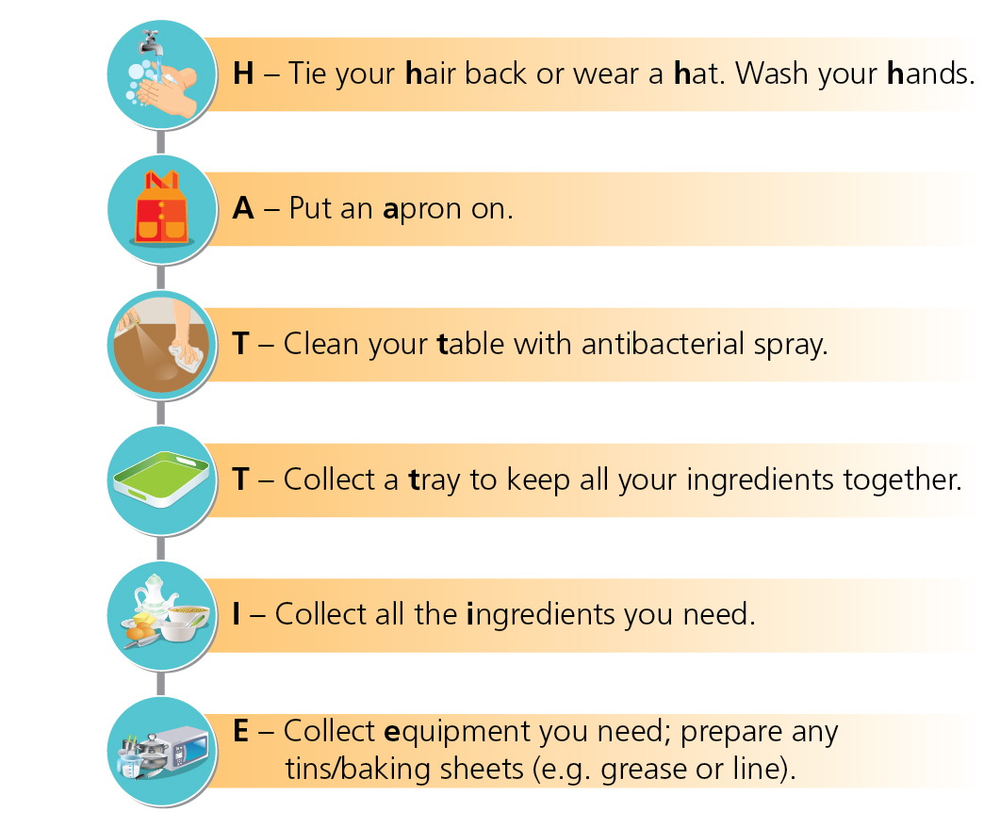 H – Tie your hair back or wear a hat. Wash your hands.
A – Put an apron on.
T – Clean your table with antibacterial spray.
T – Collect a tray to keep all your ingredients together.
I – Collect all the ingredients you need.
E – Collect equipment you need; prepare any
tins/baking sheets (e.g. grease or line).